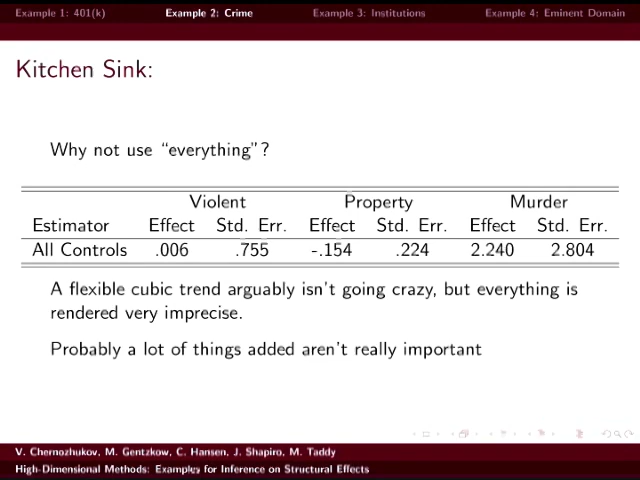 Example 1: 401(k) Example 2: Crime Example 3: Institutions Example 4: Eminent Domain
Kitchen Sink:
Why not use “everything”?
Violent Property Murder
Estimator Effect Std. Err. Effect Std. Err. Effect Std. Err.
All Controls .006 .755 -.154 .224 2.240 2.804
A flexible cubic trend arguably isn't going crazy, but everything is
rendered very imprecise.
Probably a lot of things added aren't really important
V. Chernozhukov, M. Gentzkow, C. Hansen, J. Shapiro, M. Taddy
High-Dimensional Methods: Examples for Inference on Structural Effects